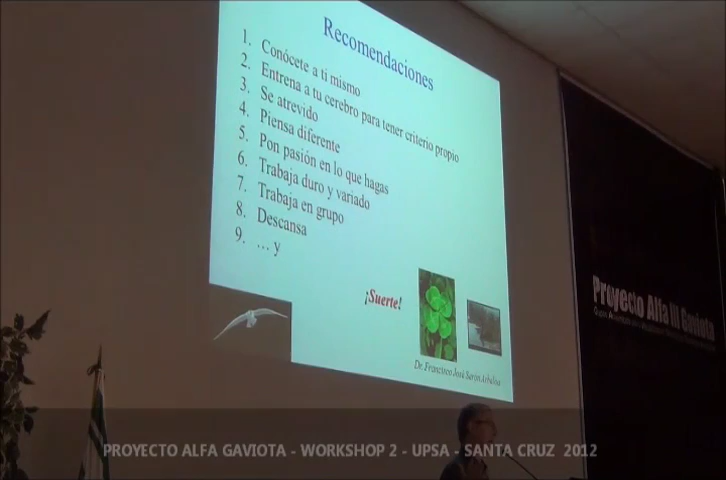 Recomendaciones
1. Conócete a ti mismo
2. Entrena a tu cerebro para tener criterio propio
3. Se atrevido
4. Piensa diferente
5. Pon pasión en lo que hagas
6. Trabaja duro y variado
7. Trabaja en grupo
8. Descansa
9. … y
¡Suerte!
Dr. Francisco José
Proyecto Alfa III Gaviota
PROYECTO ALFA GAVIOTA - WORKSHOP 2 - UPSA - SANTA CRUZ 2012